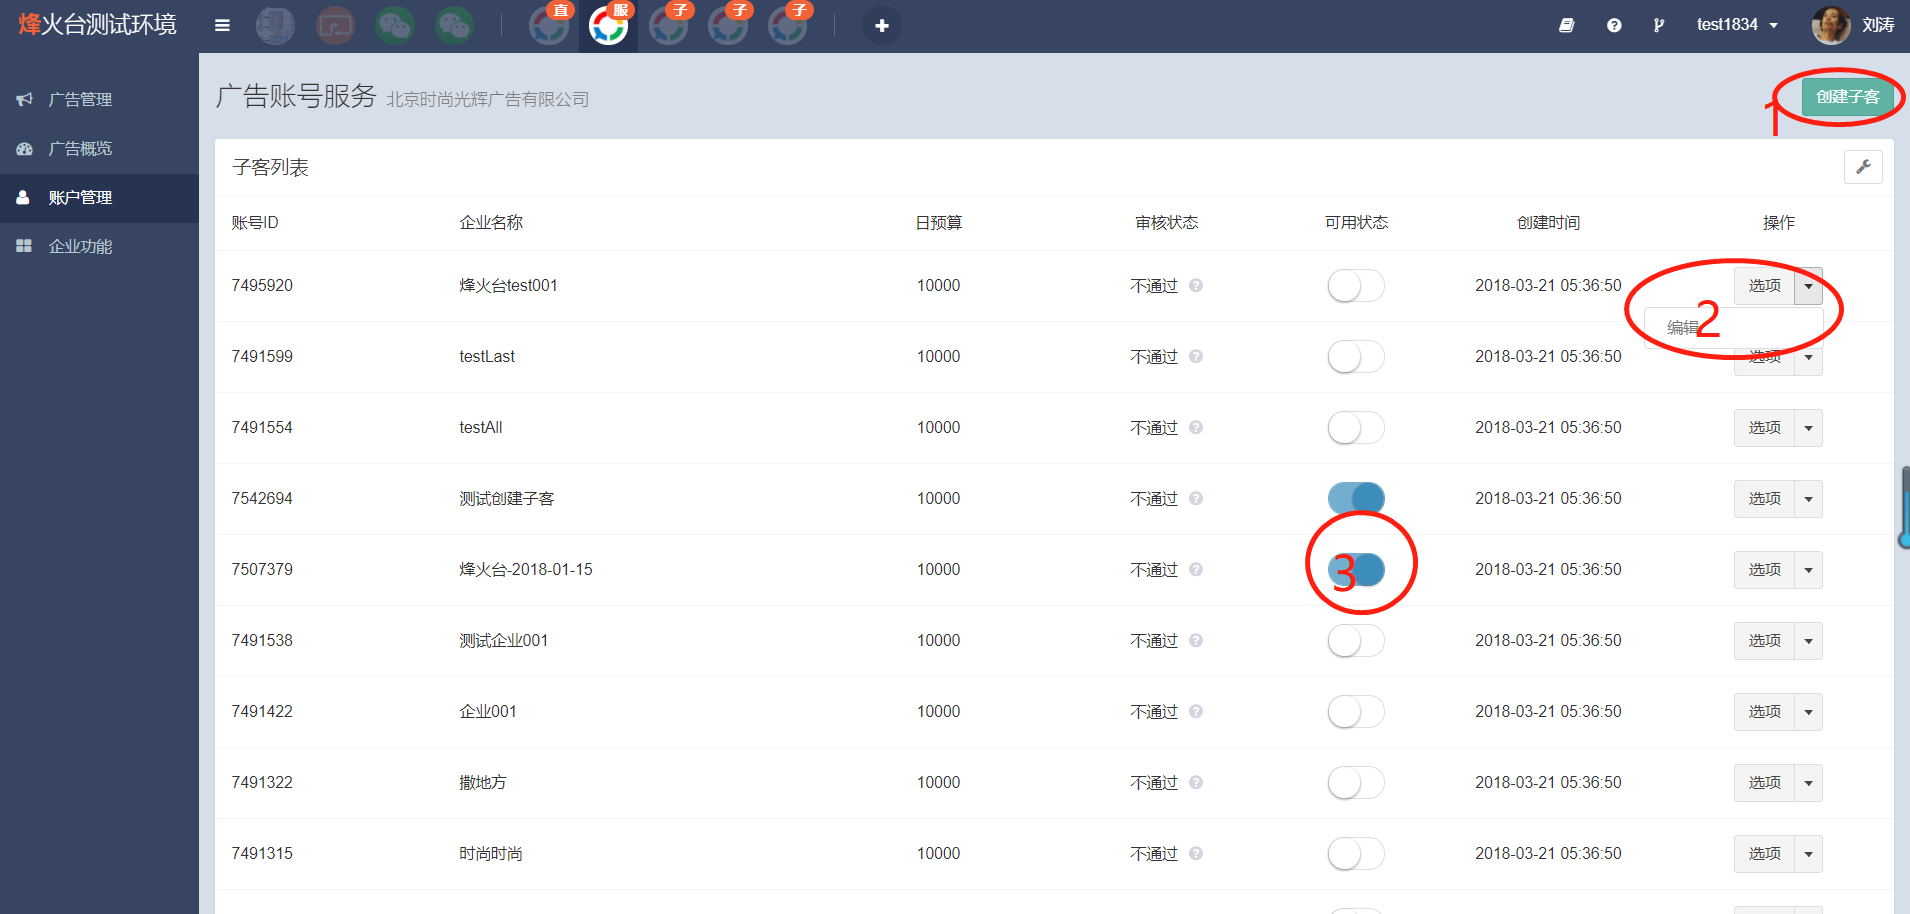 烽火台测试环境
直
服
子
子
子
test1834
刘涛
广告管理
广告概览
账户管理
企业功能
广告账号服务 北京时尚光辉广告有限公司
创建子客
1
子客列表
账号ID 企业名称 日预算 审核状态 可用状态 创建时间 操作
7495920 烽火台test001 10000 不通过 2018-03-21 05:36:50 选项
编辑
2
7491599 testLast 10000 不通过 2018-03-21 05:36:50 选项
7491554 testAll 10000 不通过 2018-03-21 05:36:50 选项
7542694 测试创建子客 10000 不通过 2018-03-21 05:36:50 选项
7507379 烽火台-2018-01-15 10000 不通过 3 2018-03-21 05:36:50 选项
7491538 测试企业001 10000 不通过 2018-03-21 05:36:50 选项
7491422 企业001 10000 不通过 2018-03-21 05:36:50 选项
7491322 撒地方 10000 不通过 2018-03-21 05:36:50 选项
7491315 时尚时尚 10000 不通过 2018-03-21 05:36:50 选项